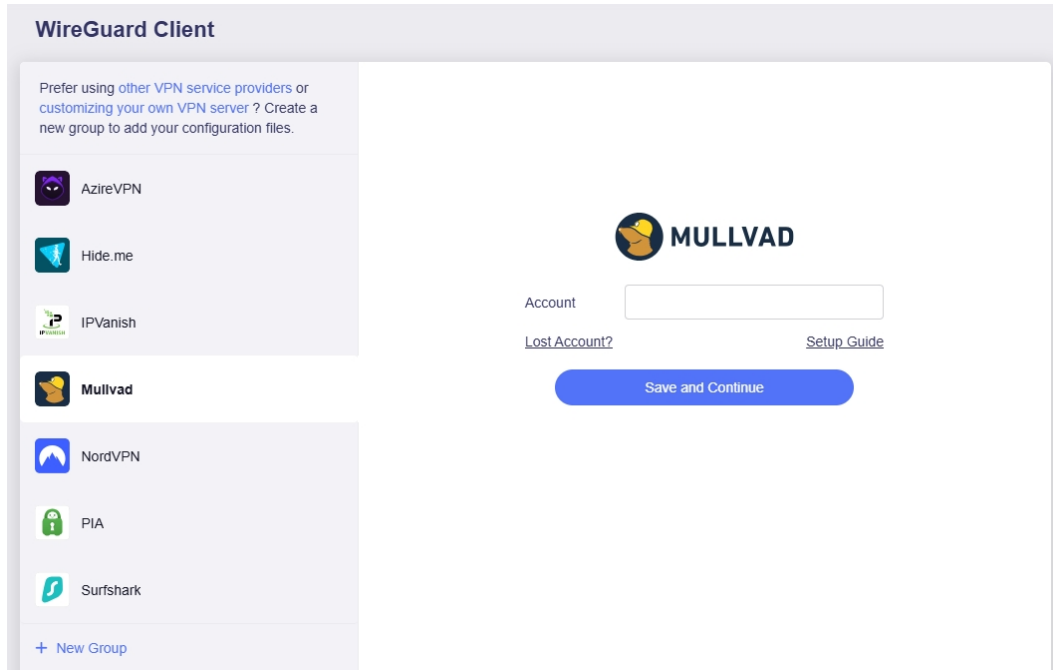 WireGuard Client
Prefer using other VPN service providers or
customizing your own VPN server ? Create a
new group to add your configuration files.
AzireVPN
Hide.me
IPVANISH
IPVanish
Mullvad
NordVPN
PIA
Surfshark
+ New Group
MULLVAD
Account
Lost Account?
Setup Guide
Save and Continue